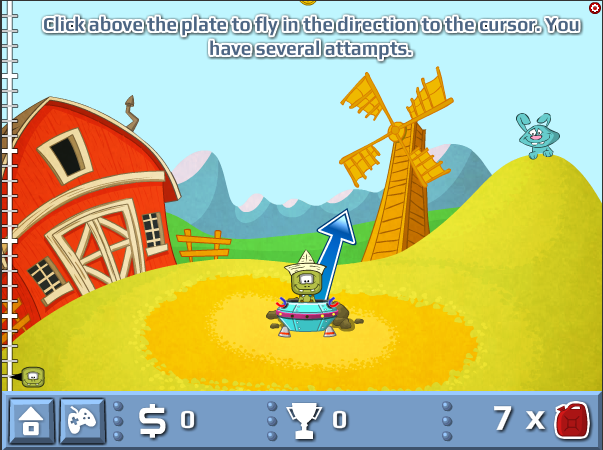 Click above the plate to fly in the direction to the cursor. You
have several attampts.
$ 0
0
7 x